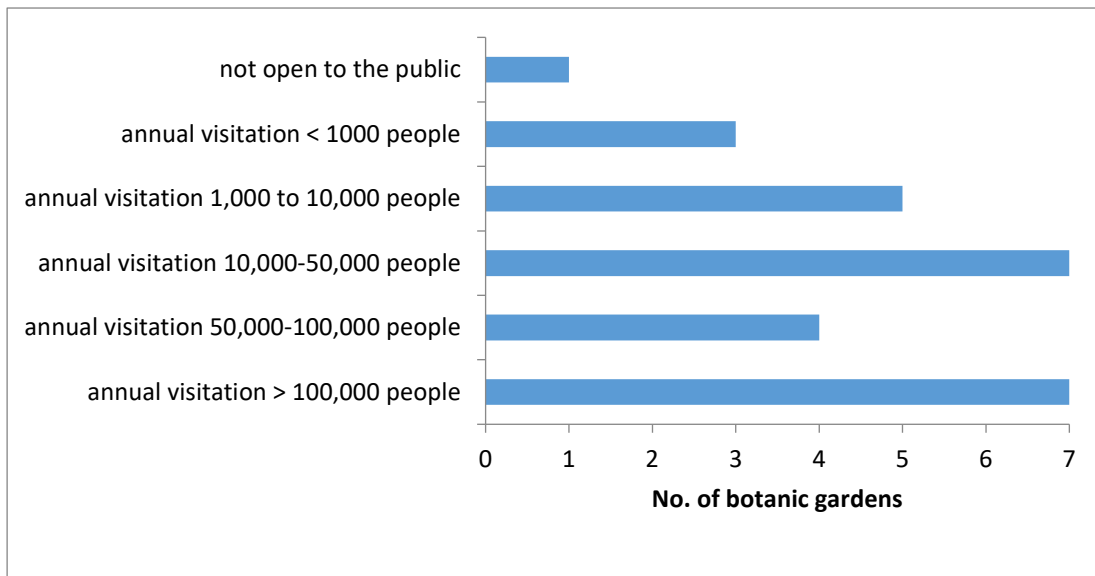 not open to the public
annual visitation < 1000 people
annual visitation 1,000 to 10,000 people
annual visitation 10,000-50,000 people
annual visitation 50,000-100,000 people
annual visitation > 100,000 people
0 1 2 3 4 5 6 7
No. of botanic gardens